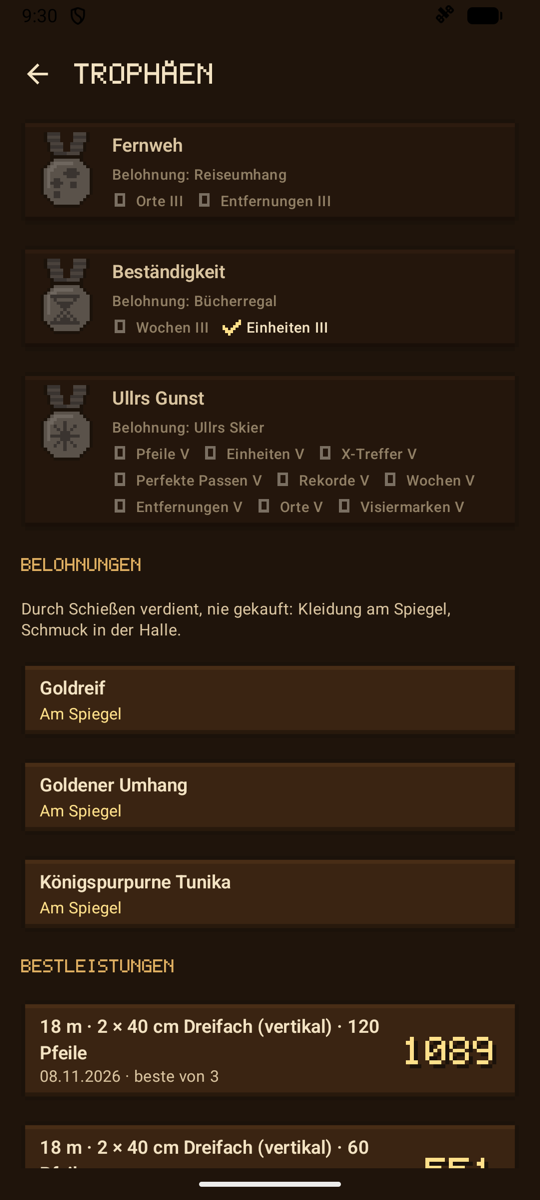 9:30
TROPHÄEN
Fernweh
Belohnung: Reiseumhang
Orte III Entfernungen III
Beständigkeit
Belohnung: Bücherregal
Wochen III Einheiten III
Ullrs Gunst
Belohnung: Ullrs Skier
Pfeile V Einheiten V X-Treffer V
Perfekte Passen V Rekorde V Wochen V
Entfernungen V Orte V Visiermarken V
BELOHNUNGEN
Durch Schießen verdient, nie gekauft: Kleidung am Spiegel,
Schmuck in der Halle.
Goldreif
Am Spiegel
Goldener Umhang
Am Spiegel
Königspurpurne Tunika
Am Spiegel
BESTLEISTUNGEN
18 m · 2 × 40 cm Dreifach (vertikal) · 120
Pfeile 1089
08.11.2026 · beste von 3
18 m · 2 × 40 cm Dreifach (vertikal) · 60